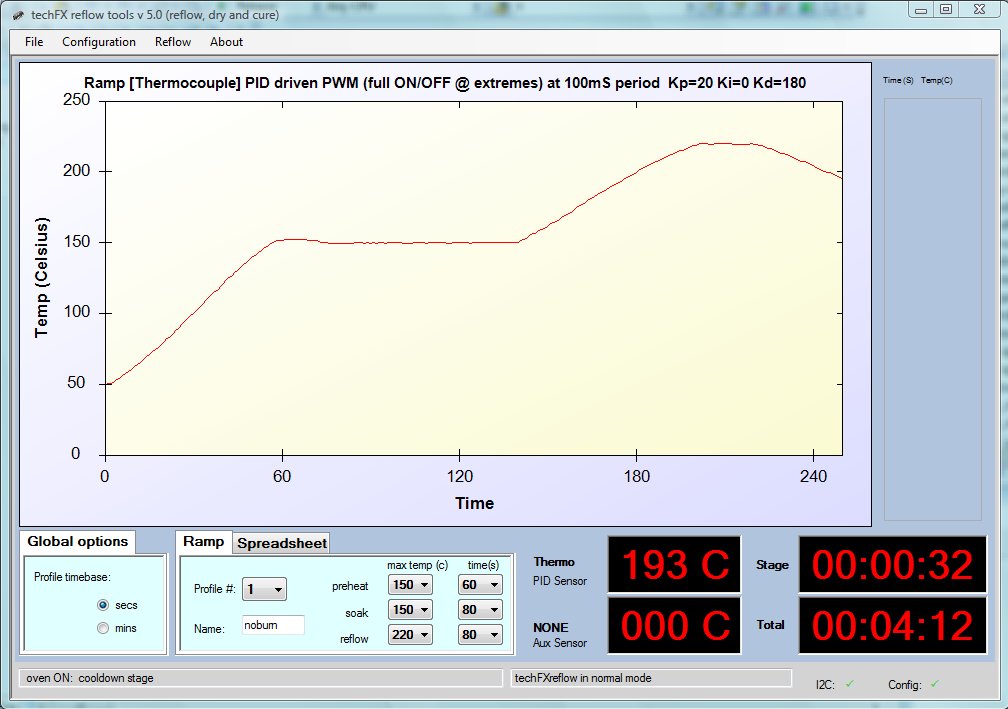 techFX reflow tools v 5.0 (reflow, dry and cure)
File Configuration Reflow About
Ramp [Thermocouple] PID driven PWM (full ON/OFF @ extremes) at 100mS period Kp=20 Ki=0 Kd=180
Time (S) Temp(C)
250
200
150
100
50
0
Temp (Celsius)
0 60 120 180 240
Time
Global options
Profile timebase:
secs
mins
Ramp Spreadsheet
max temp (c) time(s)
Profile #: 1 preheat 150 60
soak 150 80
Name: noburn
reflow 220 80
Thermo
PID Sensor
193 C
NONE
Aux Sensor
000 C
Stage 00:00:32
Total 00:04:12
oven ON: cooldown stage
techFXreflow in normal mode
I2C: ✓ Config: ✓